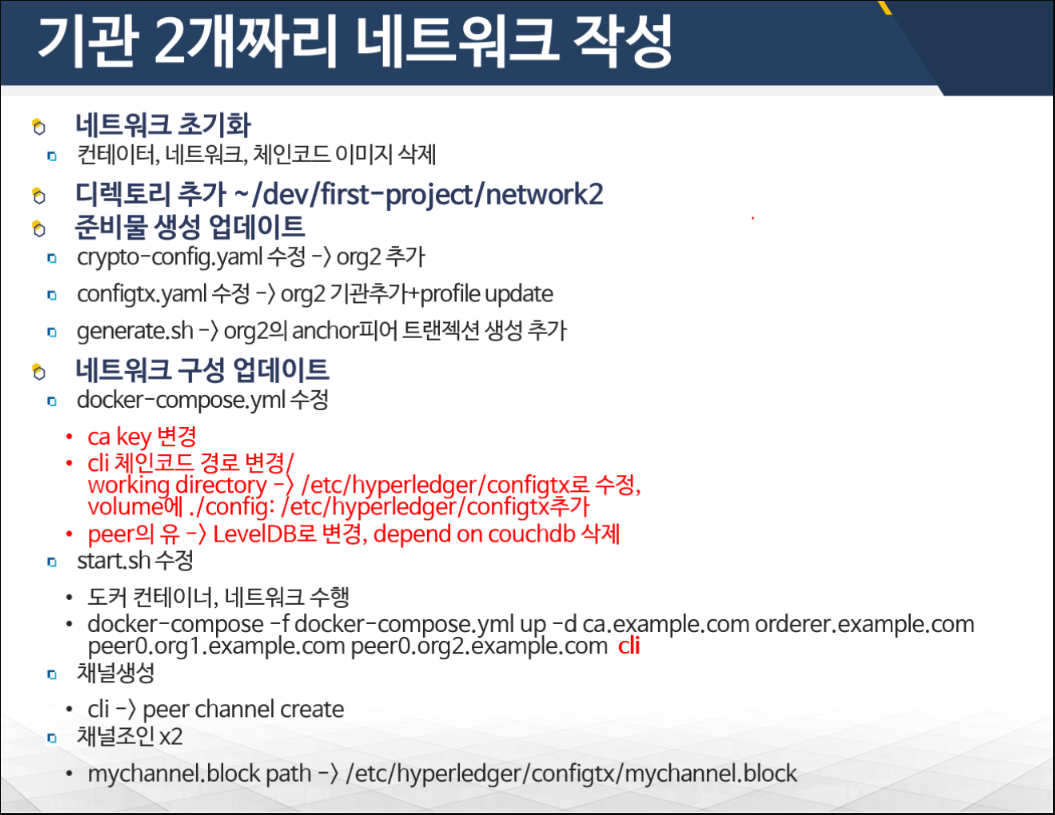 기관 2개짜리 네트워크 작성
네트워크 초기화
컨테이터, 네트워크, 체인코드 이미지 삭제
디렉토리 추가 ~/dev/first-project/network2
준비물 생성 업데이트
crypto-config.yaml 수정 -> org2 추가
configtx.yaml 수정 -> org2 기관추가+profile update
generate.sh -> org2의 anchor피어 트랜젝션 생성 추가
네트워크 구성 업데이트
docker-compose.yml 수정
• ca key 변경
• cli 체인코드 경로 변경/
working directory -> /etc/hyperledger/configtx로 수정,
volume에 ./config: /etc/hyperledger/configtx추가
• peer의 유 -> LevelDB로 변경, depend on couchdb 삭제
start.sh 수정
• 도커 컨테이너, 네트워크 수행
• docker-compose -f docker-compose.yml up -d ca.example.com orderer.example.com
peer0.org1.example.com peer0.org2.example.com cli
채널생성
• cli -> peer channel create
채널조인 x2
• mychannel.block path -> /etc/hyperledger/configtx/mychannel.block